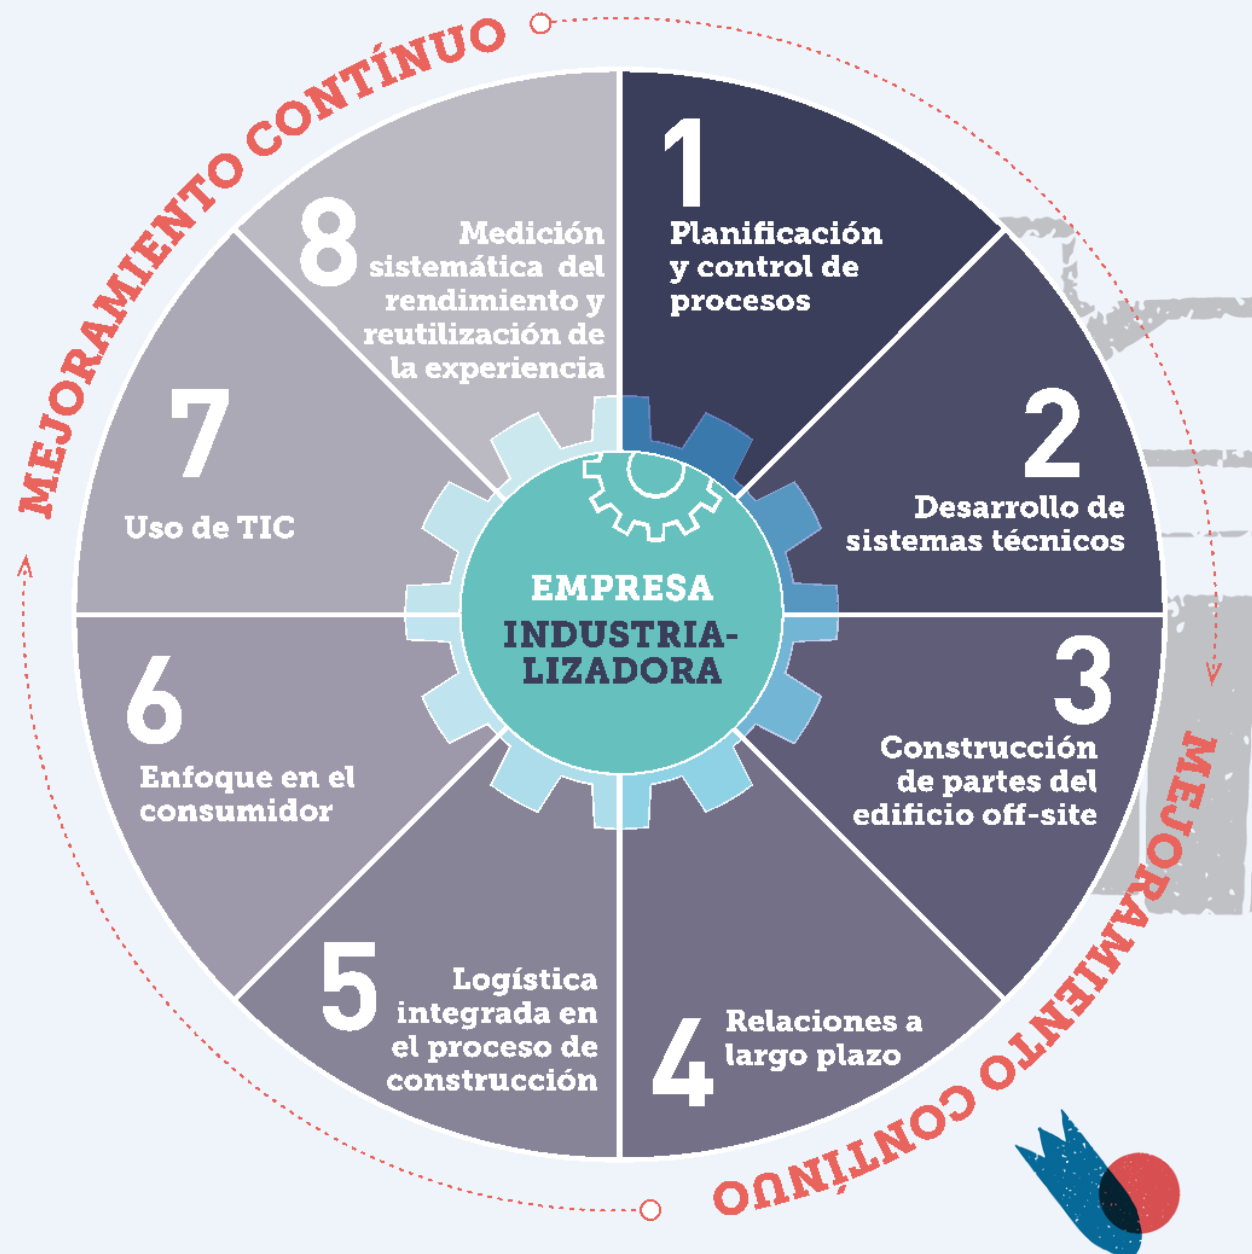 MEJORAMIENTO CONTÍNUO
1
Planificación
y control de
procesos
2
Desarrollo de
sistemas técnicos
3
Construcción
de partes del
edificio off-site
4
Relaciones a
largo plazo
5
Logística
integrada en
el proceso de
construcción
6
Enfoque en el
consumidor
7
Uso de TIC
8
Medición
sistemática del
rendimiento y
reutilización de
la experiencia
EMPRESA
INDUSTRIA-
LIZADORA
MEJORAMIENTO CONTÍNUO